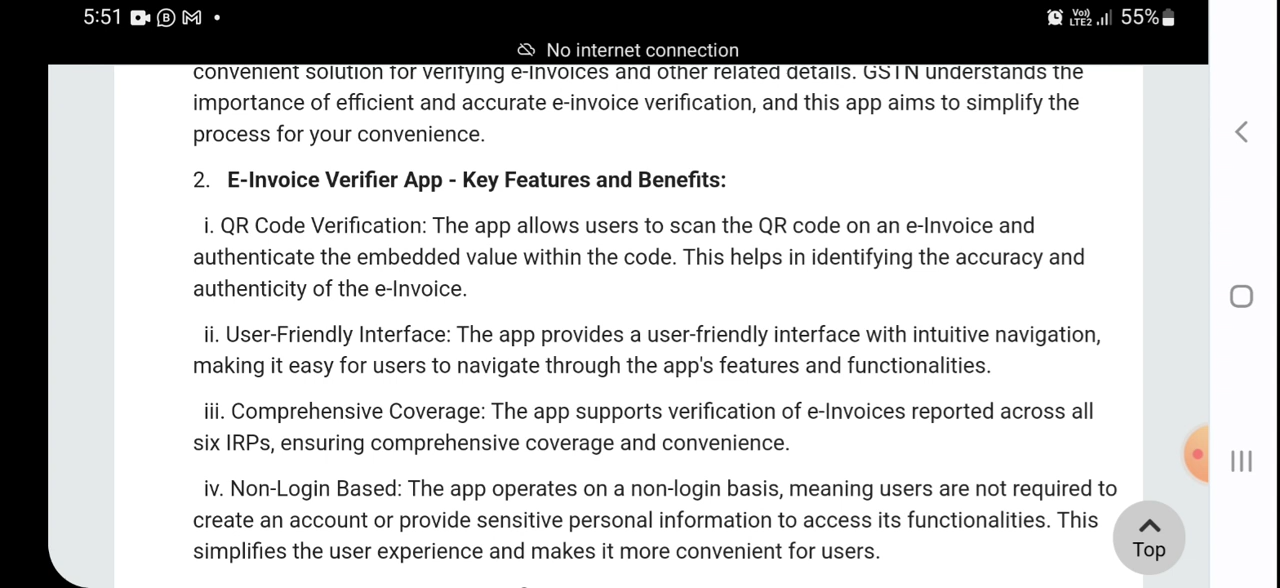 5:51
Vo)) LTE2
55%
No internet connection
convenient solution for verifying e-Invoices and other related details. GSTN understands the
importance of efficient and accurate e-invoice verification, and this app aims to simplify the
process for your convenience.
2. E-Invoice Verifier App - Key Features and Benefits:
i. QR Code Verification: The app allows users to scan the QR code on an e-Invoice and
authenticate the embedded value within the code. This helps in identifying the accuracy and
authenticity of the e-Invoice.
ii. User-Friendly Interface: The app provides a user-friendly interface with intuitive navigation,
making it easy for users to navigate through the app's features and functionalities.
iii. Comprehensive Coverage: The app supports verification of e-Invoices reported across all
six IRPs, ensuring comprehensive coverage and convenience.
iv. Non-Login Based: The app operates on a non-login basis, meaning users are not required to
create an account or provide sensitive personal information to access its functionalities. This
simplifies the user experience and makes it more convenient for users.
Top